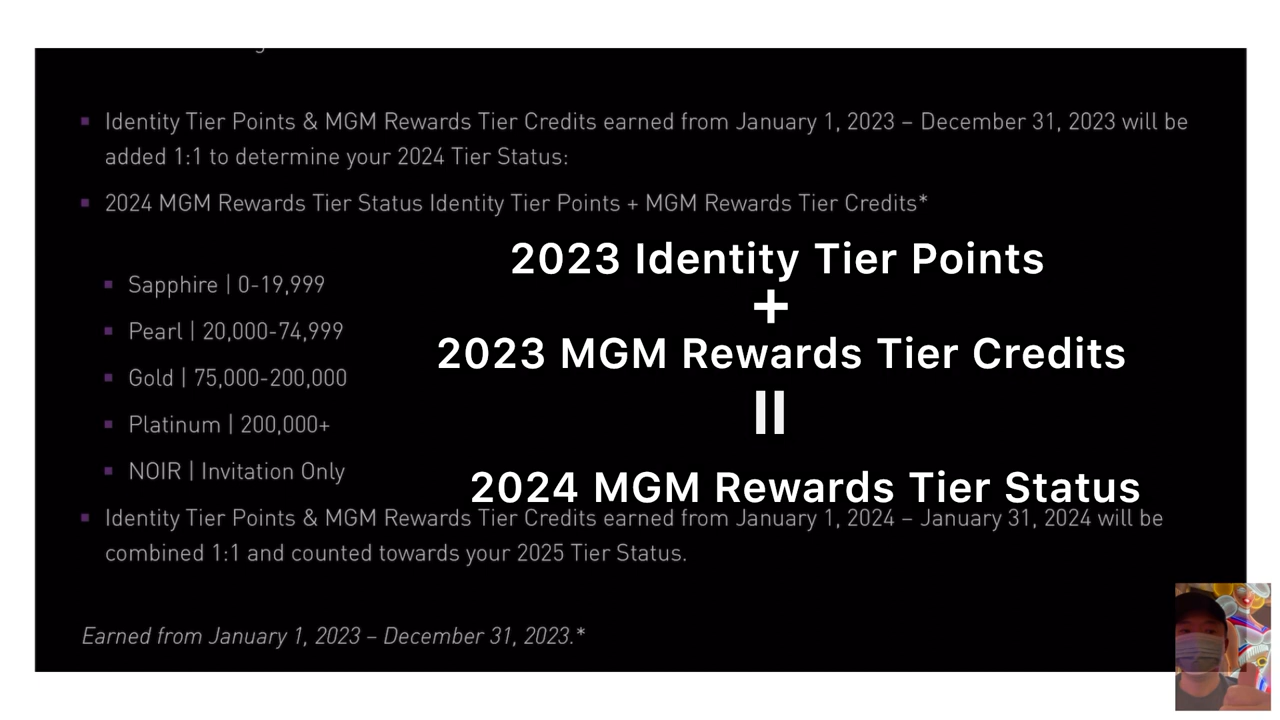 Identity Tier Points & MGM Rewards Tier Credits earned from January 1, 2023 – December 31, 2023 will be
added 1:1 to determine your 2024 Tier Status:
2024 MGM Rewards Tier Status Identity Tier Points + MGM Rewards Tier Credits*
2023 Identity Tier Points
+
2023 MGM Rewards Tier Credits
=
2024 MGM Rewards Tier Status
Sapphire | 0-19,999
Pearl | 20,000-74,999
Gold | 75,000-200,000
Platinum | 200,000+
NOIR | Invitation Only
Identity Tier Points & MGM Rewards Tier Credits earned from January 1, 2024 – January 31, 2024 will be
combined 1:1 and counted towards your 2025 Tier Status.
Earned from January 1, 2023 – December 31, 2023.*